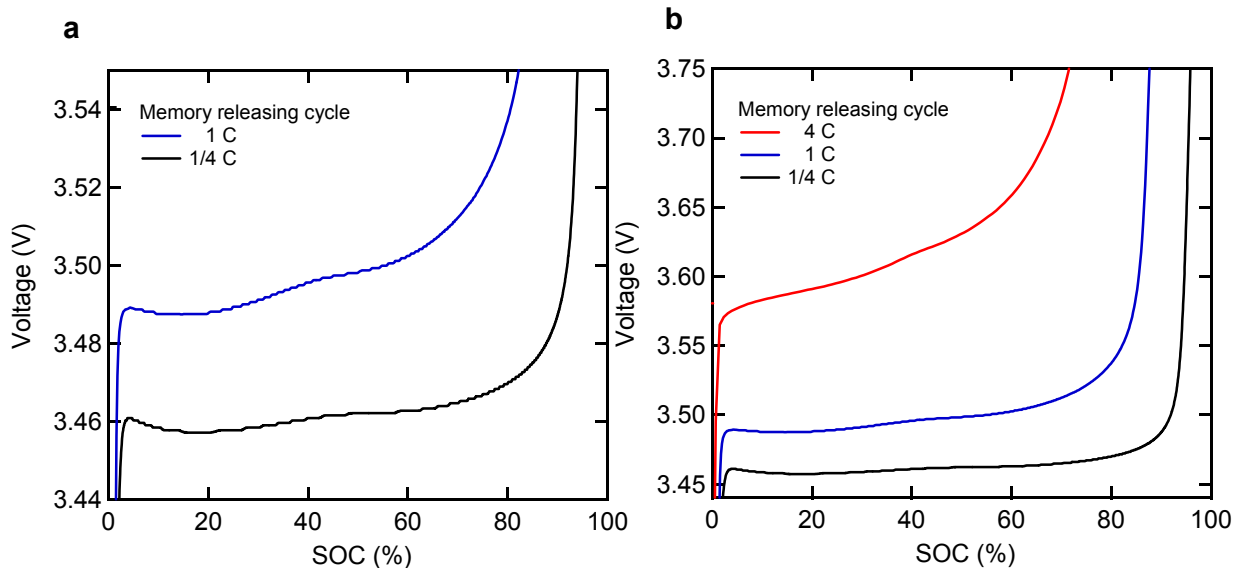 a
Memory releasing cycle
1 C
1/4 C
3.54
3.52
3.50
3.48
3.46
3.44
Voltage (V)
0 20 40 60 80 100
SOC (%)
b
Memory releasing cycle
4 C
1 C
1/4 C
3.75
3.70
3.65
3.60
3.55
3.50
3.45
Voltage (V)
0 20 40 60 80 100
SOC (%)